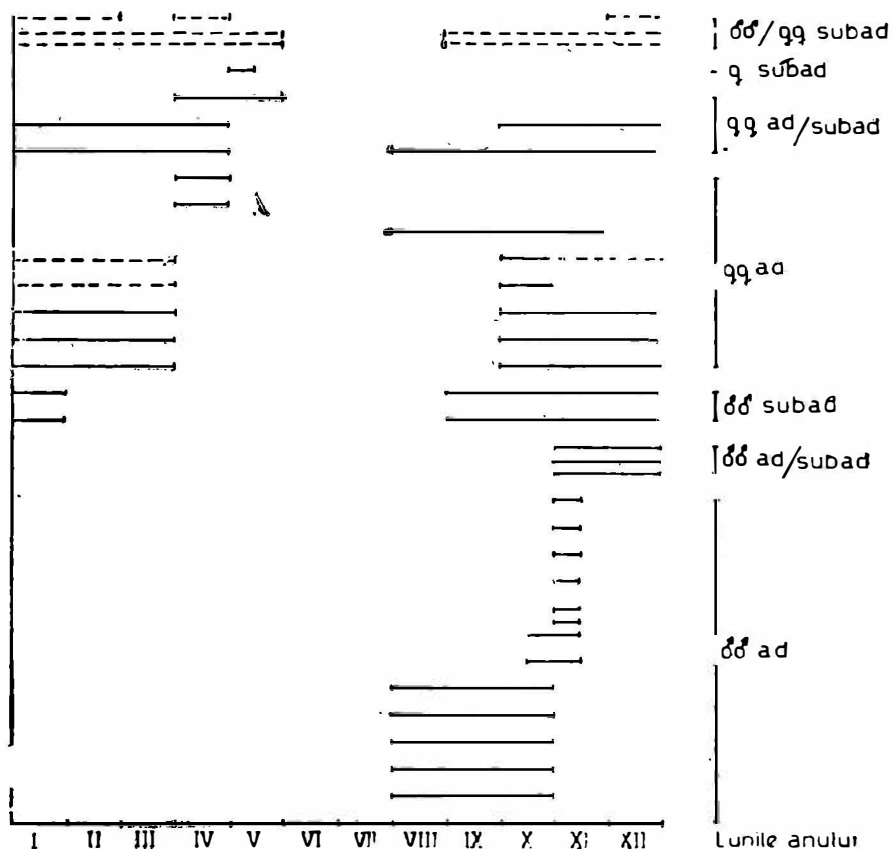 ♂♂/♀♀ subad
♀ subad
♀♀ ad/subad
♀♀ ad
♂♂ subad
♂♂ ad/subad
♂♂ ad
I II III IV V VI VII VIII IX X XI XII Lunile anului